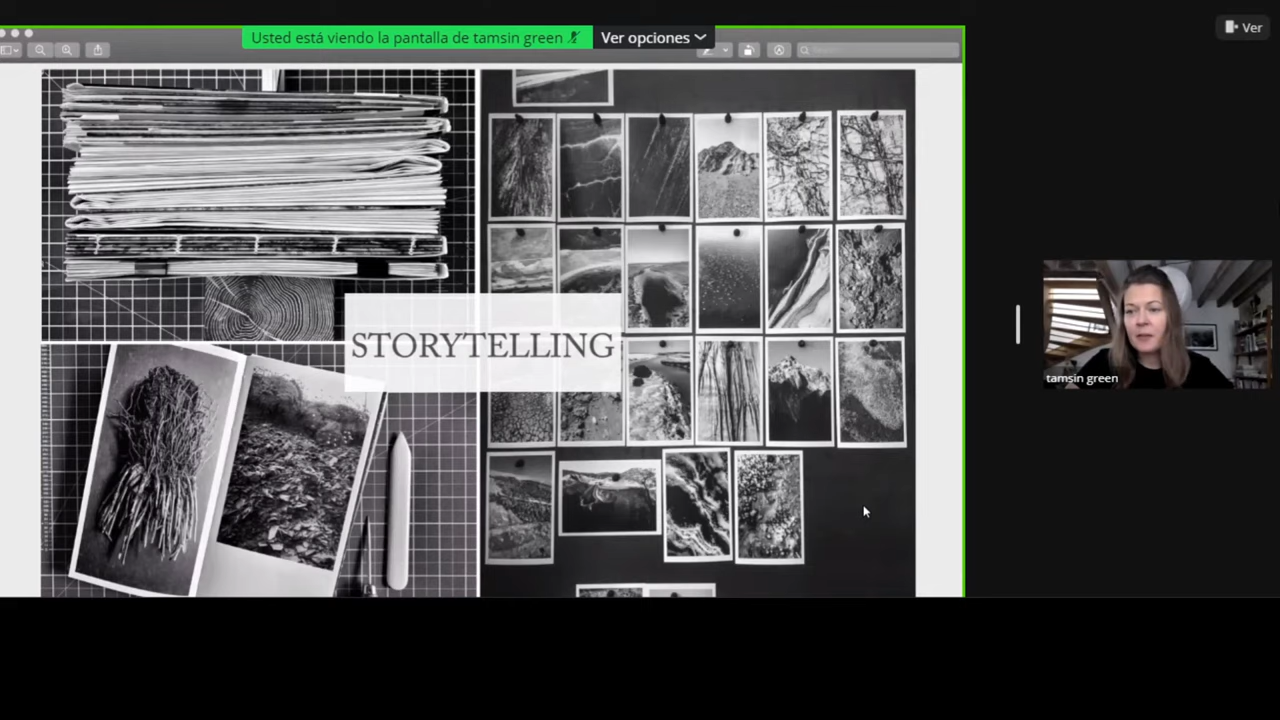 Usted está viendo la pantalla de tamsin green
Ver opciones
Ver
STORYTELLING
tamsin green